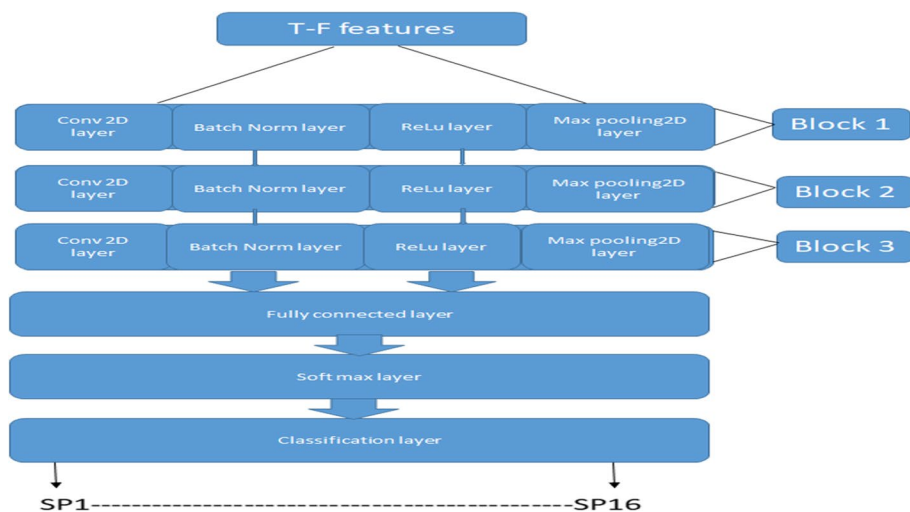 T-F features
Conv 2D
layer
Batch Norm layer
ReLu layer
Max pooling2D
layer
Block 1
Conv 2D
layer
Batch Norm layer
ReLu layer
Max pooling2D
layer
Block 2
Conv 2D
layer
Batch Norm layer
ReLu layer
Max pooling2D
layer
Block 3
Fully connected layer
Soft max layer
Classification layer
SP1--------------------------------------------SP16